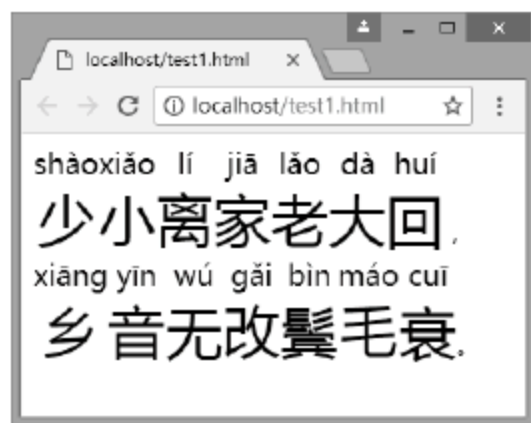 localhost/test1.html
localhost/test1.html
shàoxiǎo lí jiā lǎo dà huí
少小离家老大回，
xiāng yīn wú gǎi bìn máo cuī
乡音无改鬓毛衰。